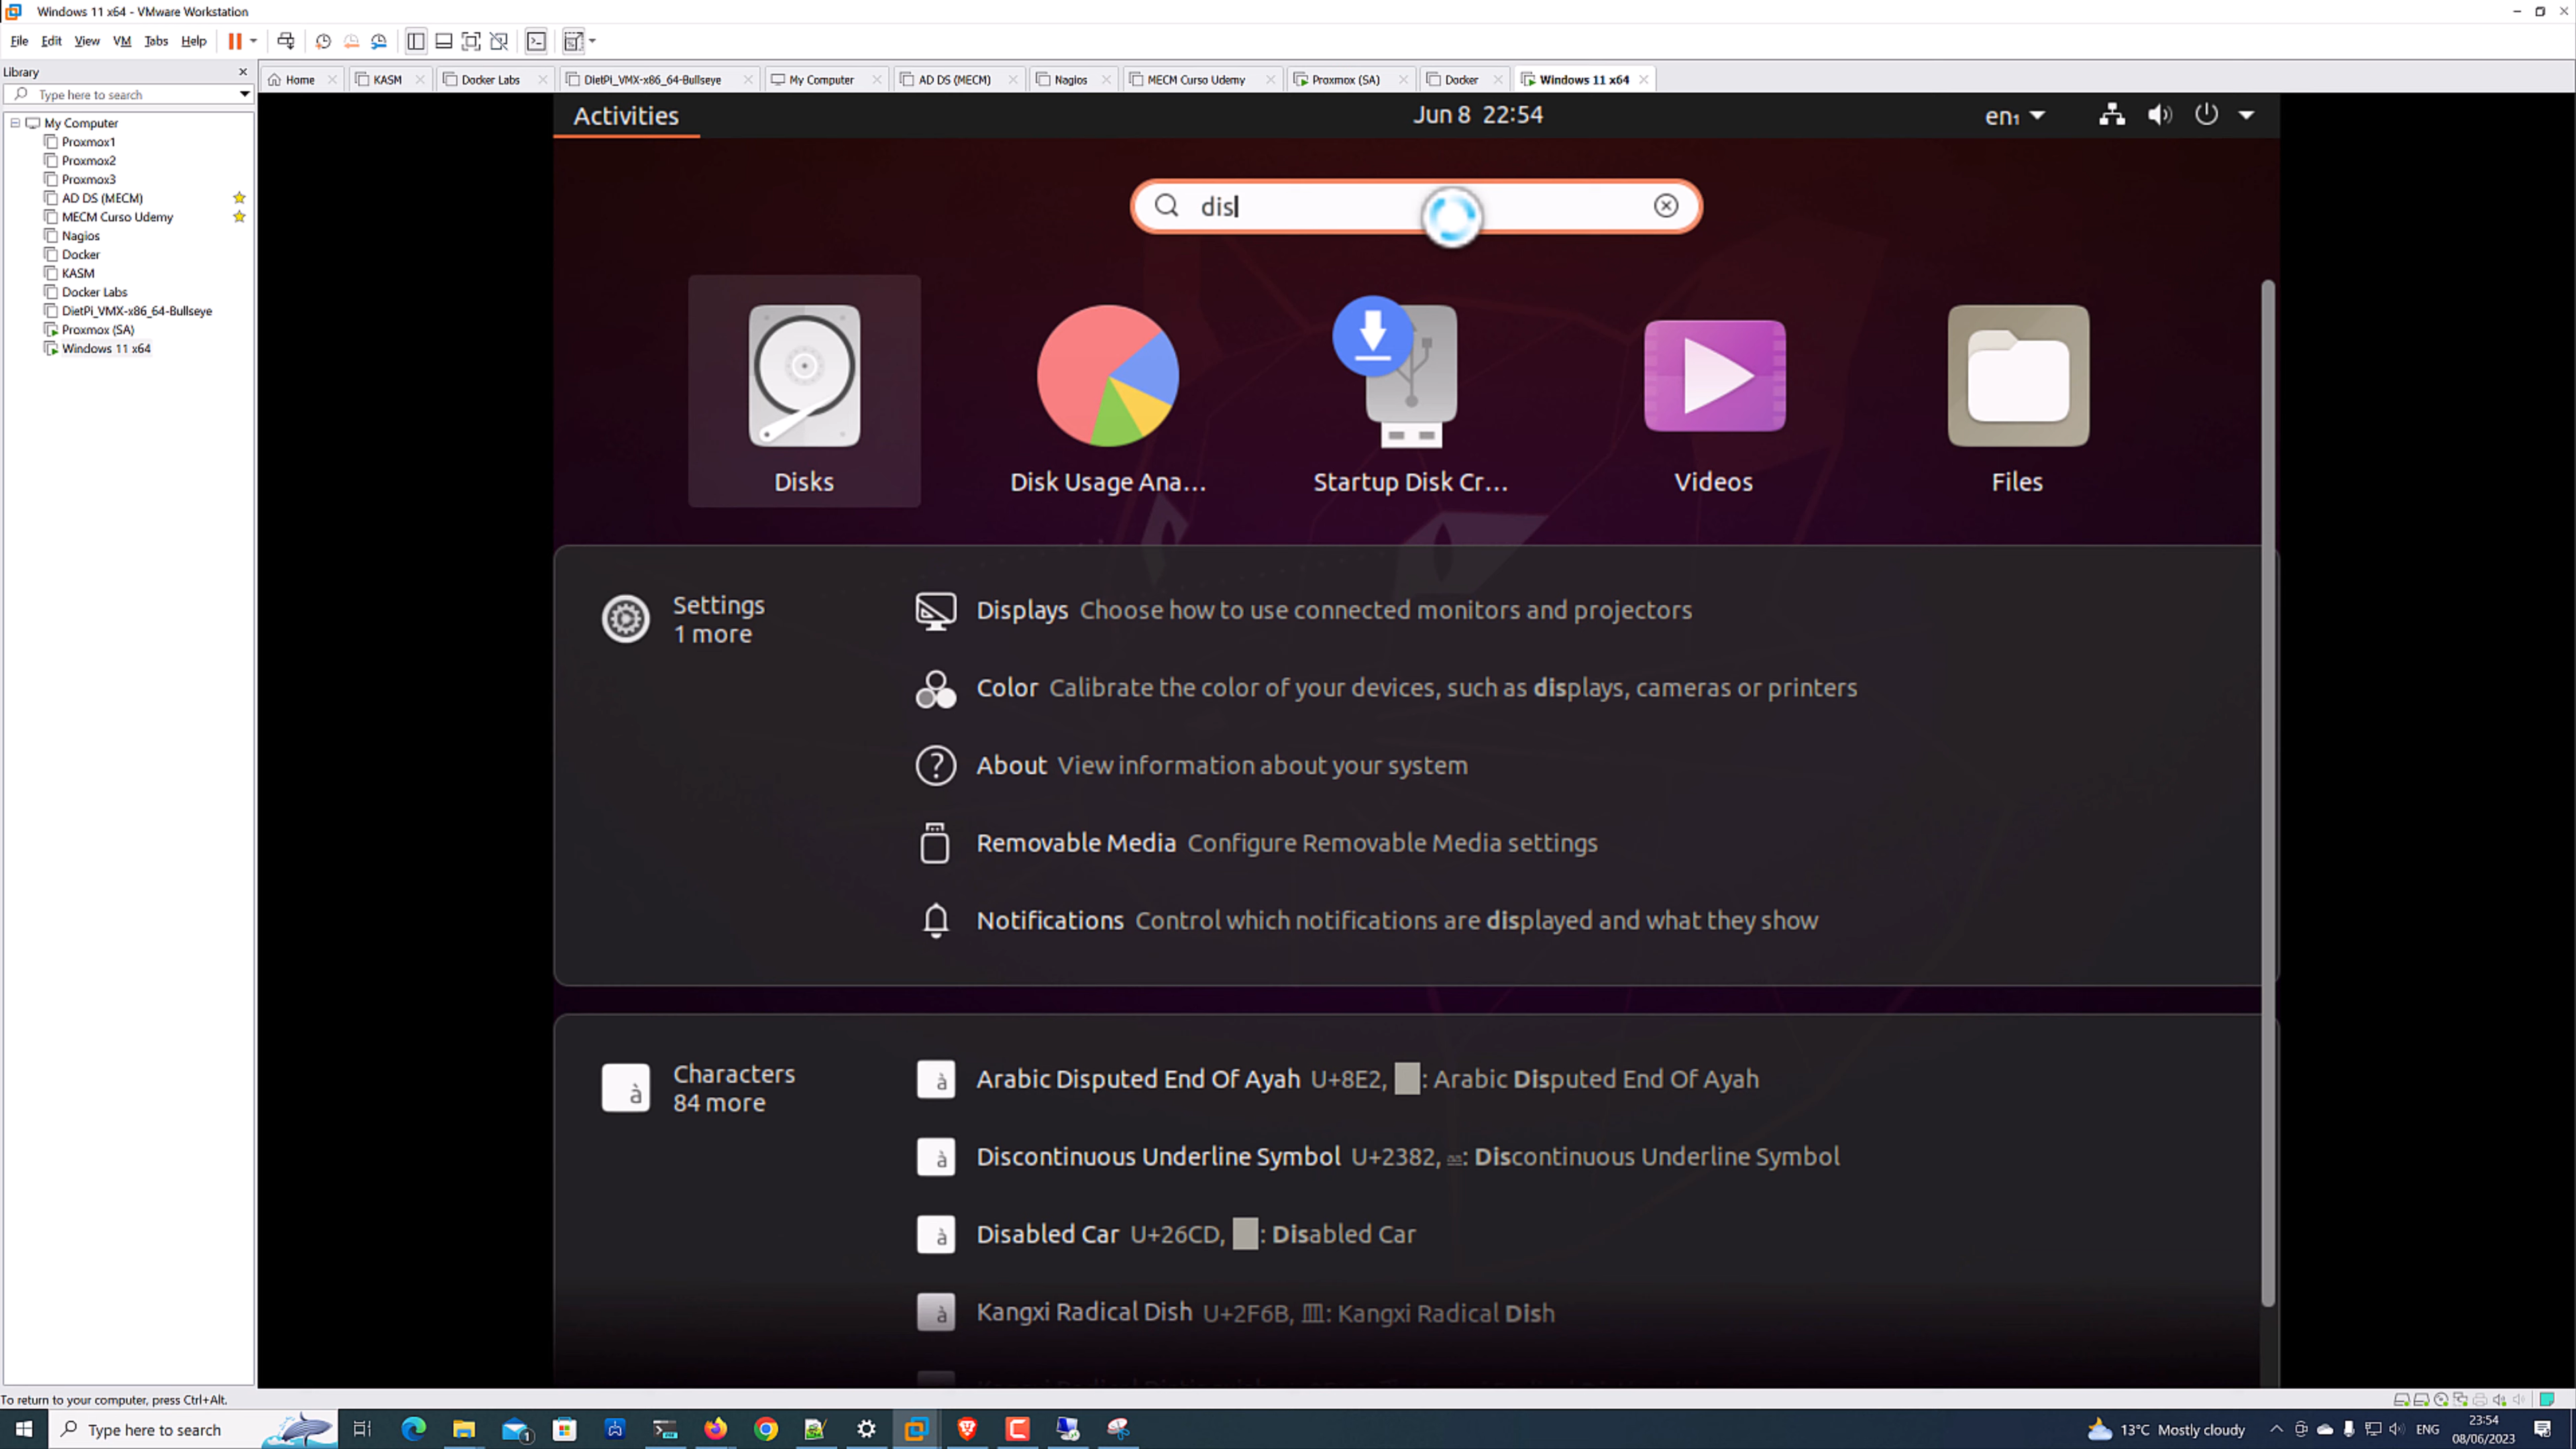 Windows 11 x64 - VMware Workstation
File Edit View VM Tabs Help
Library
Type here to search
Home KASM Docker Labs DietPi_VMX-x86_64-Bullseye My Computer AD DS (MECM) Nagios MECM Curso Udemy Proxmox (SA) Docker Windows 11 x64
My Computer
Proxmox1
Proxmox2
Proxmox3
AD DS (MECM)
MECM Curso Udemy
Nagios
Docker
KASM
Docker Labs
DietPi_VMX-x86_64-Bullseye
Proxmox (SA)
Windows 11 x64
Activities Jun 8 22:54 en₁
dis
Disks Disk Usage Ana... Startup Disk Cr... Videos Files
Settings
1 more
Displays Choose how to use connected monitors and projectors
Color Calibrate the color of your devices, such as displays, cameras or printers
About View information about your system
Removable Media Configure Removable Media settings
Notifications Control which notifications are displayed and what they show
Characters
84 more
Arabic Disputed End Of Ayah U+8E2, : Arabic Disputed End Of Ayah
Discontinuous Underline Symbol U+2382, ⎂: Discontinuous Underline Symbol
Disabled Car U+26CD, : Disabled Car
Kangxi Radical Dish U+2F6B, ⽫: Kangxi Radical Dish
To return to your computer, press Ctrl+Alt.
Type here to search
1
13°C Mostly cloudy
ENG
23:54
08/06/2023